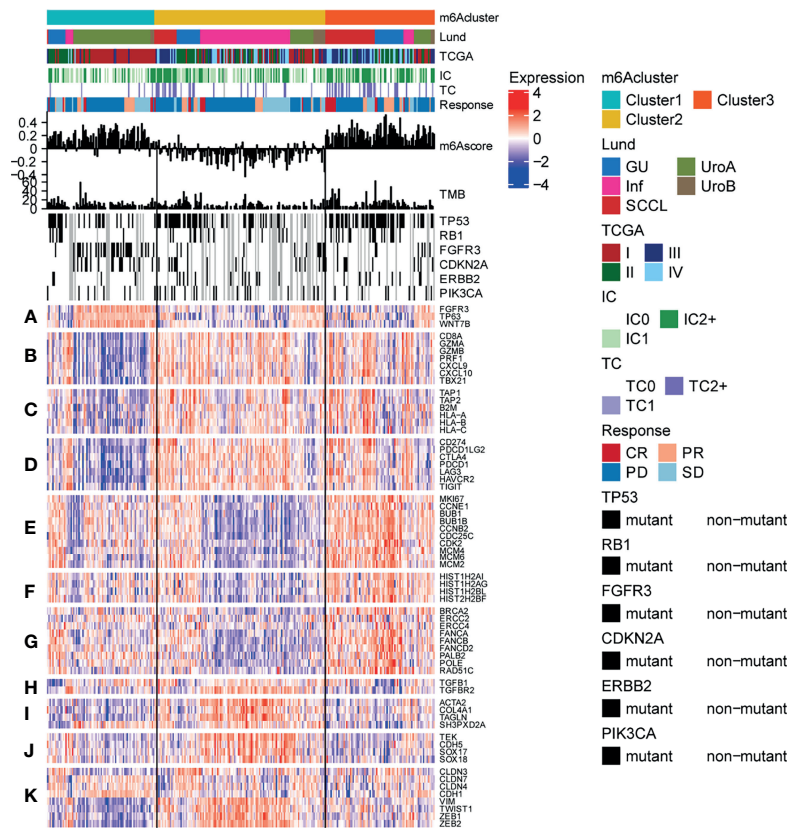 m6Acluster
Lund
TCGA
IC
TC
Response
0.4
0.2
0
−0.2
−0.4
m6Ascore
60
40
20
0
TMB
TP53
RB1
FGFR3
CDKN2A
ERBB2
PIK3CA
A
FGFR3
TP63
WNT7B
B
CD8A
GZMA
GZMB
PRF1
CXCL9
CXCL10
TBX21
C
TAP1
TAP2
B2M
HLA-A
HLA-B
HLA-C
D
CD274
PDCD1LG2
CTLA4
PDCD1
LAG3
HAVCR2
TIGIT
E
MKI67
CCNE1
BUB1
BUB1B
CCNB2
CDC25C
CDK2
MCM4
MCM6
MCM2
F
HIST1H2AI
HIST1H2AG
HIST1H2BL
HIST2H2BF
G
BRCA2
ERCC2
ERCC4
FANCA
FANCB
FANCD2
PALB2
POLE
RAD51C
H
TGFB1
TGFBR2
I
ACTA2
COL4A1
TAGLN
SH3PXD2A
J
TEK
CDH5
SOX17
SOX18
K
CLDN3
CLDN7
CLDN4
CDH1
VIM
TWIST1
ZEB1
ZEB2
Expression
4
2
0
−2
−4
m6Acluster
Cluster1 Cluster3
Cluster2
Lund
GU UroA
Inf UroB
SCCL
TCGA
I III
II IV
IC
IC0 IC2+
IC1
TC
TC0 TC2+
TC1
Response
CR PR
PD SD
TP53
mutant non−mutant
RB1
mutant non−mutant
FGFR3
mutant non−mutant
CDKN2A
mutant non−mutant
ERBB2
mutant non−mutant
PIK3CA
mutant non−mutant